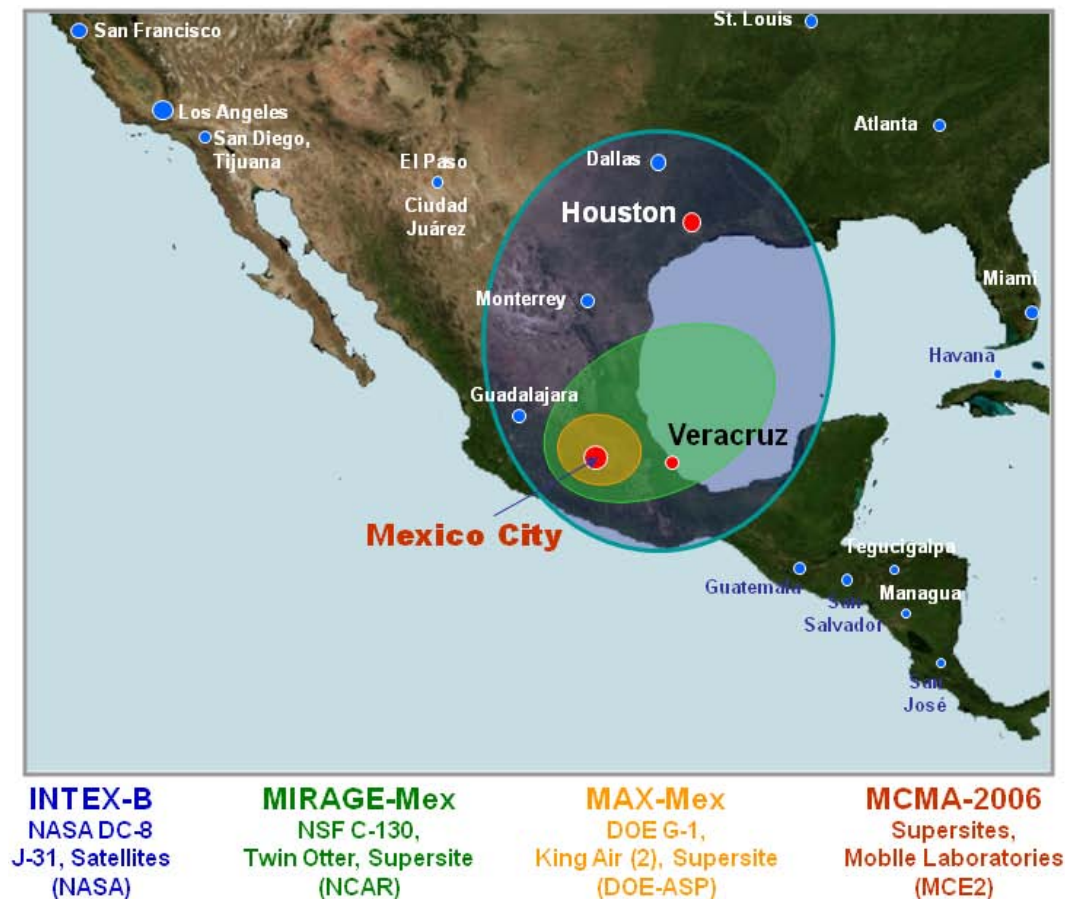 San Francisco
St. Louis
Los Angeles
San Diego,
Tijuana
Atlanta
El Paso
Ciudad
Juárez
Dallas
Houston
Monterrey
Miami
Havana
Guadalajara
Veracruz
Mexico City
Tegucigalpa
Guatemala
San
Salvador
Managua
San
José
INTEX-B
NASA DC-8
J-31, Satellites
(NASA)
MIRAGE-Mex
NSF C-130,
Twin Otter, Supersite
(NCAR)
MAX-Mex
DOE G-1,
King Air (2), Supersite
(DOE-ASP)
MCMA-2006
Supersites,
Mobile Laboratories
(MCE2)